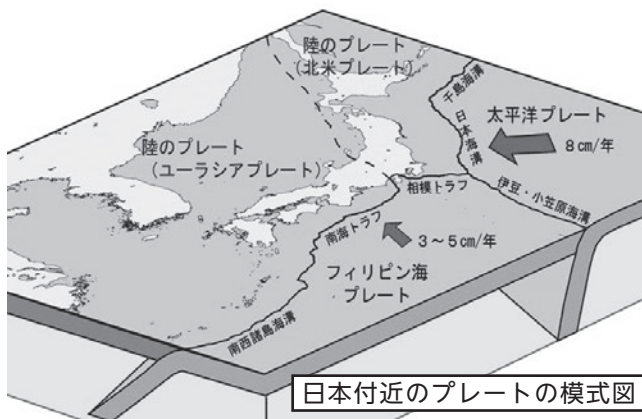 陸のプレート
（北米プレート）
千島海溝
太平洋プレート
日本海溝
8㎝/年
陸のプレート
（ユーラシアプレート）
相模トラフ
伊豆・小笠原海溝
南海トラフ
3～5㎝/年
フィリピン海
プレート
南西諸島海溝
日本付近のプレートの模式図